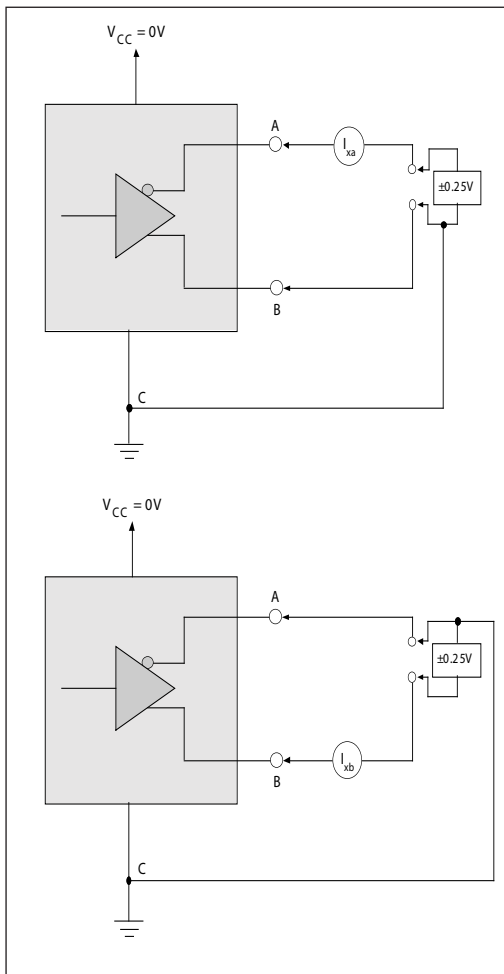 V_CC = 0V
A
I_xa
±0.25V
B
C
V_CC = 0V
A
±0.25V
B
I_xb
C